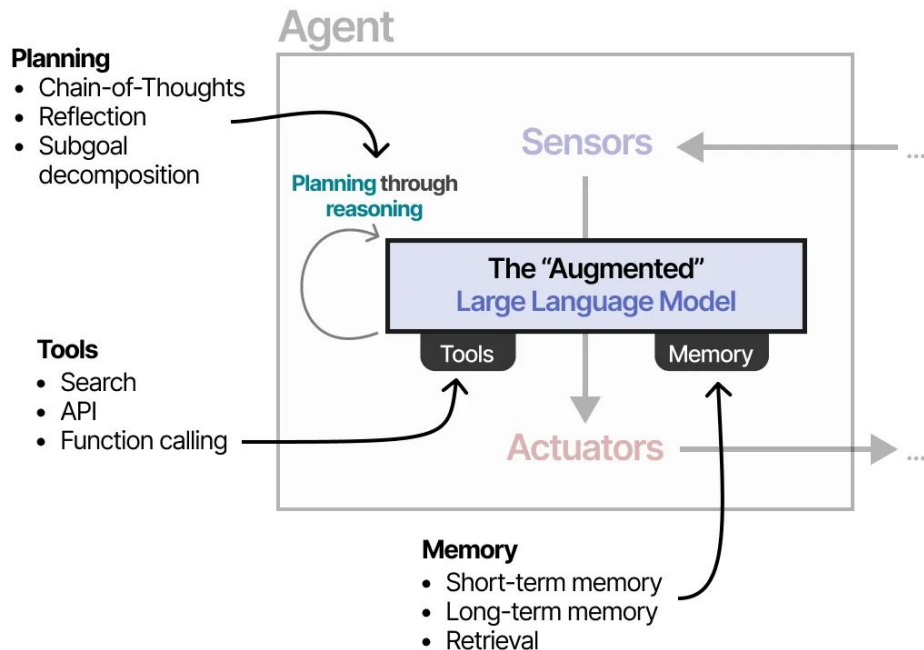 Agent
Planning
• Chain-of-Thoughts
• Reflection
• Subgoal
decomposition
Sensors
...
Planning through
reasoning
The “Augmented”
Large Language Model
Tools
Memory
Tools
• Search
• API
• Function calling
Actuators
...
Memory
• Short-term memory
• Long-term memory
• Retrieval